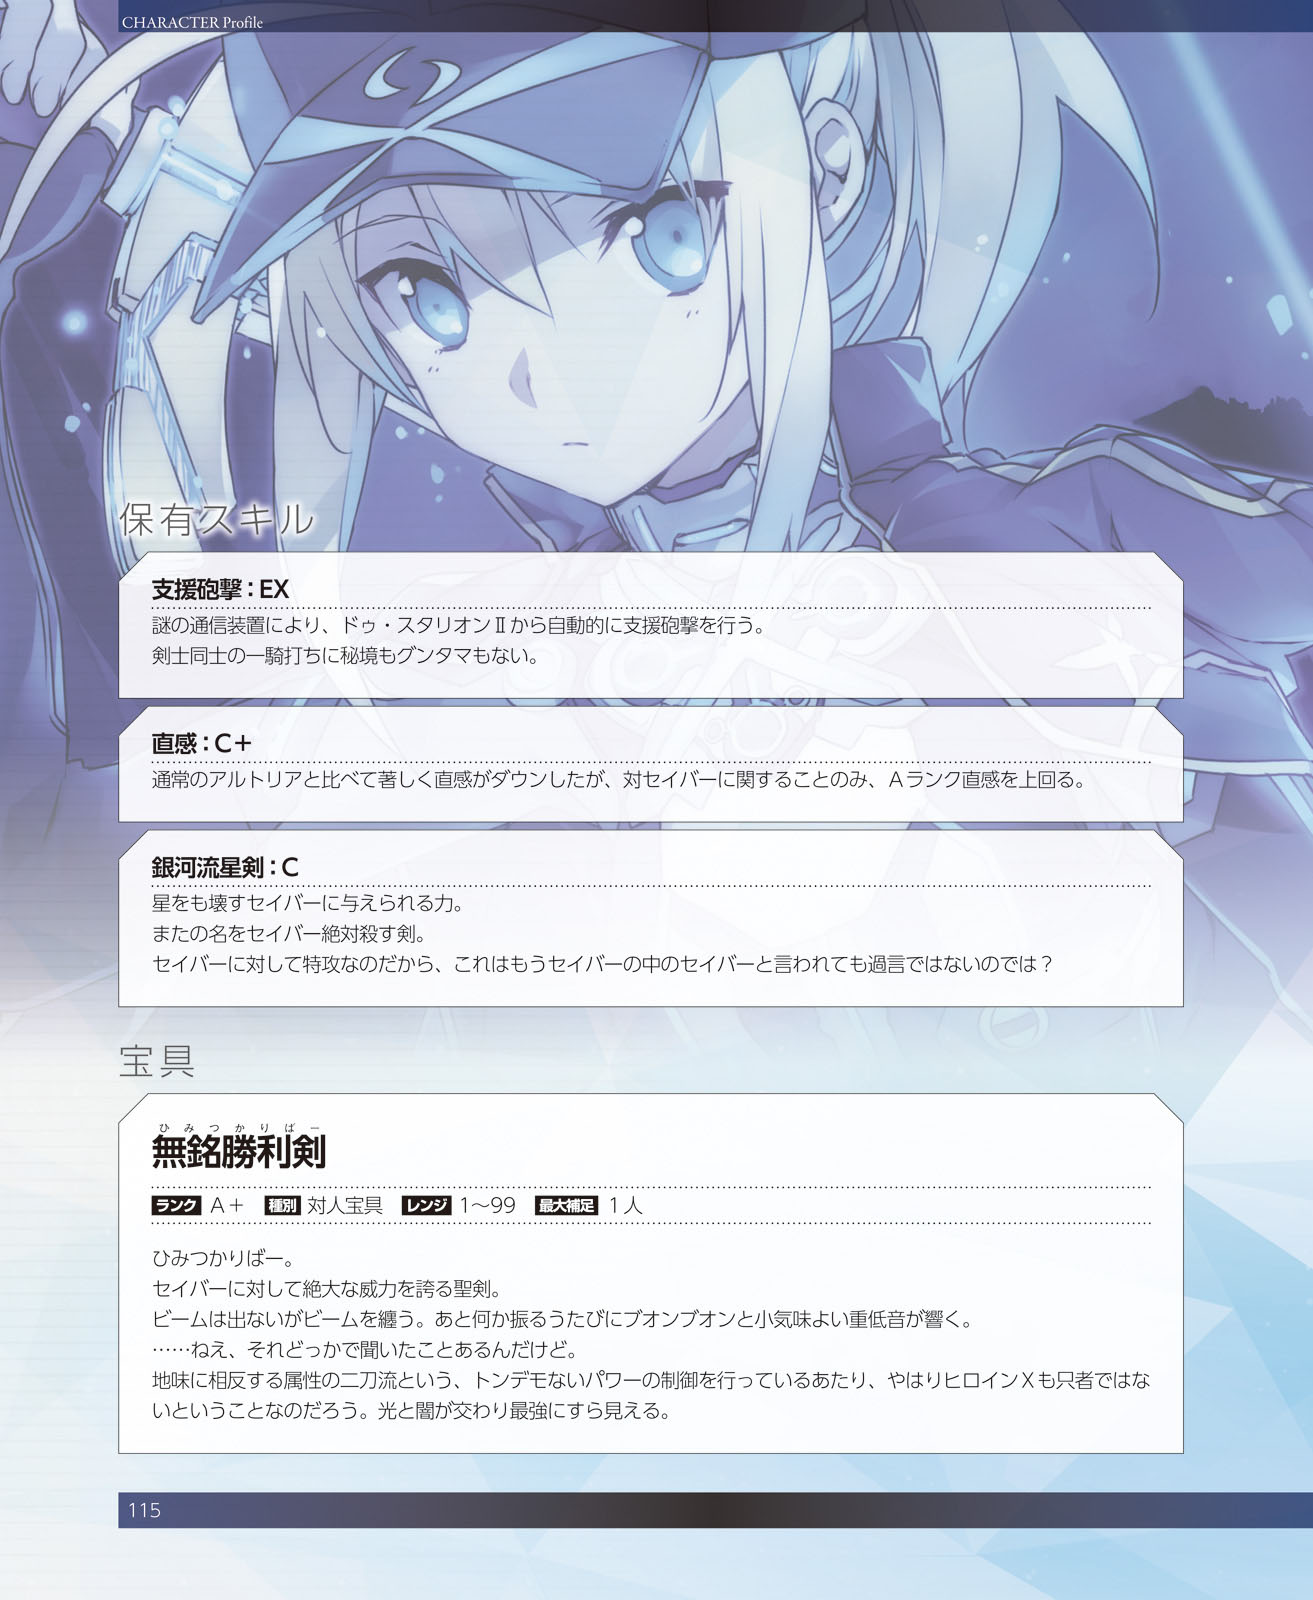 CHARACTER Profile
保有スキル
支援砲撃：EX
謎の通信装置により、ドゥ・スタリオンⅡから自動的に支援砲撃を行う。
剣士同士の一騎打ちに秘境もグンタマもない。
直感：C＋
通常のアルトリアと比べて著しく直感がダウンしたが、対セイバーに関することのみ、Ａランク直感を上回る。
銀河流星剣：C
星をも壊すセイバーに与えられる力。
またの名をセイバー絶対殺す剣。
セイバーに対して特攻なのだから、これはもうセイバーの中のセイバーと言われても過言ではないのでは？
宝具
ひみつかりばー
無銘勝利剣
ランク A＋ 種別 対人宝具 レンジ 1～99 最大補足 1人
ひみつかりばー。
セイバーに対して絶大な威力を誇る聖剣。
ビームは出ないがビームを纏う。あと何か振るうたびにブオンブオンと小気味よい重低音が響く。
……ねえ、それどっかで聞いたことあるんだけど。
地味に相反する属性の二刀流という、トンデモないパワーの制御を行っているあたり、やはりヒロインＸも只者ではな
いということなのだろう。光と闇が交わり最強にすら見える。
115